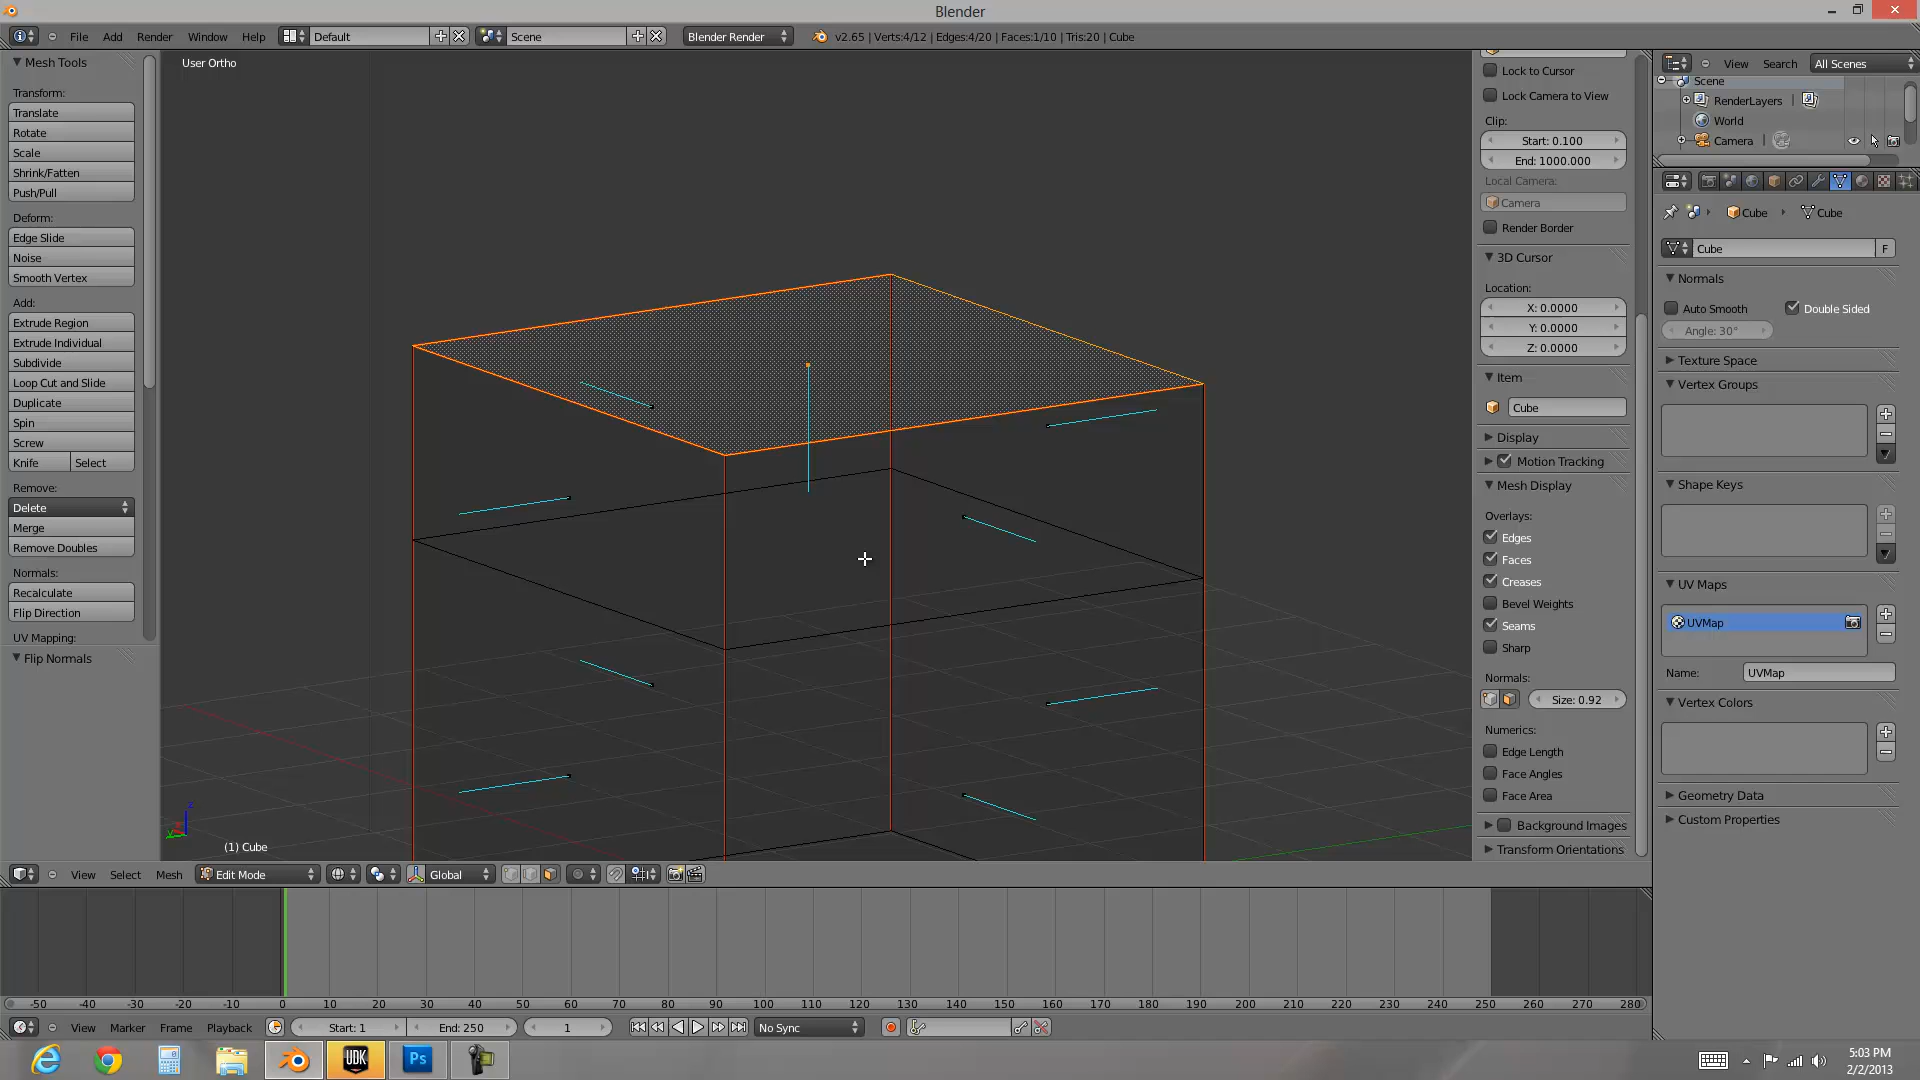 Blender
File Add Render Window Help Default Scene Blender Render v2.65 | Verts:4/12 | Edges:4/20 | Faces:1/10 | Tris:20 | Cube
Mesh Tools
Transform:
Translate
Rotate
Scale
Shrink/Fatten
Push/Pull
Deform:
Edge Slide
Noise
Smooth Vertex
Add:
Extrude Region
Extrude Individual
Subdivide
Loop Cut and Slide
Duplicate
Spin
Screw
Knife Select
Remove:
Delete
Merge
Remove Doubles
Normals:
Recalculate
Flip Direction
UV Mapping:
Flip Normals
User Ortho
(1) Cube
Lock to Cursor
Lock Camera to View
Clip:
Start: 0.100
End: 1000.000
Local Camera:
Camera
Render Border
3D Cursor
Location:
X: 0.0000
Y: 0.0000
Z: 0.0000
Item
Cube
Display
Motion Tracking
Mesh Display
Overlays:
Edges
Faces
Creases
Bevel Weights
Seams
Sharp
Normals:
Size: 0.92
Numerics:
Edge Length
Face Angles
Face Area
Background Images
Transform Orientations
View Search All Scenes
Scene
RenderLayers
World
Camera
Cube Cube
Cube F
Normals
Auto Smooth Double Sided
Angle: 30°
Texture Space
Vertex Groups
Shape Keys
UV Maps
UVMap
Name: UVMap
Vertex Colors
Geometry Data
Custom Properties
View Select Mesh Edit Mode Global
-50 -40 -30 -20 -10 0 10 20 30 40 50 60 70 80 90 100 110 120 130 140 150 160 170 180 190 200 210 220 230 240 250 260 270 280
View Marker Frame Playback Start: 1 End: 250 1 No Sync
UDK Ps
5:03 PM
2/2/2013